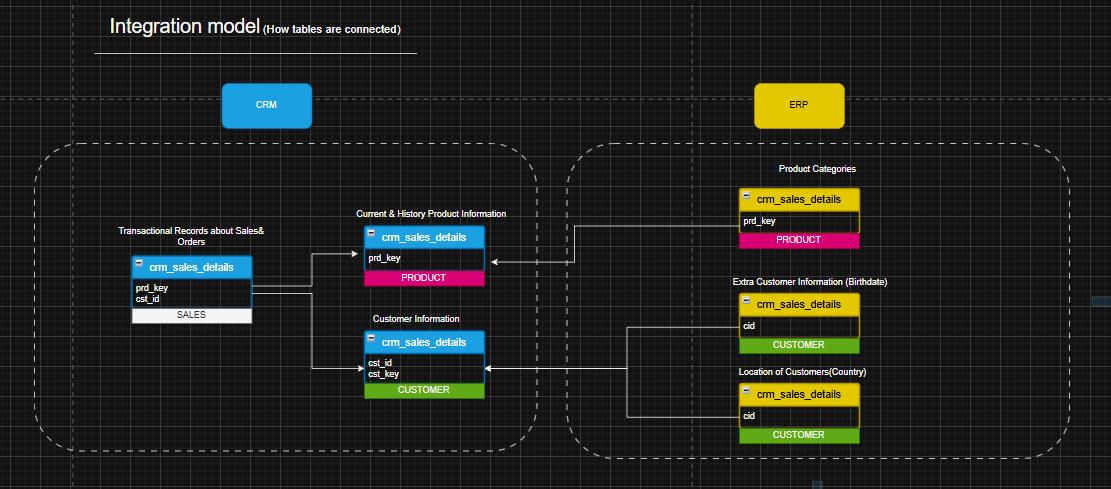 Integration model (How tables are connected)
CRM
ERP
Product Categories
crm_sales_details
prd_key
PRODUCT
Current & History Product Information
crm_sales_details
prd_key
PRODUCT
Transactional Records about Sales&
Orders
crm_sales_details
prd_key
cst_id
SALES
Extra Customer Information (Birthdate)
crm_sales_details
cid
CUSTOMER
Customer Information
crm_sales_details
cst_id
cst_key
CUSTOMER
Location of Customers(Country)
crm_sales_details
cid
CUSTOMER